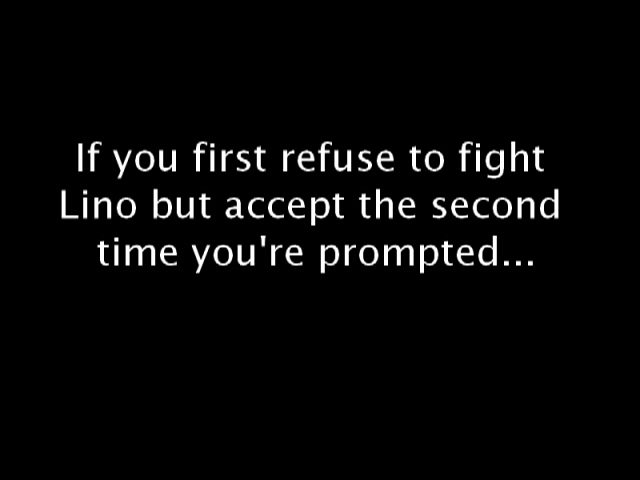 If you first refuse to fight
Lino but accept the second
time you're prompted...